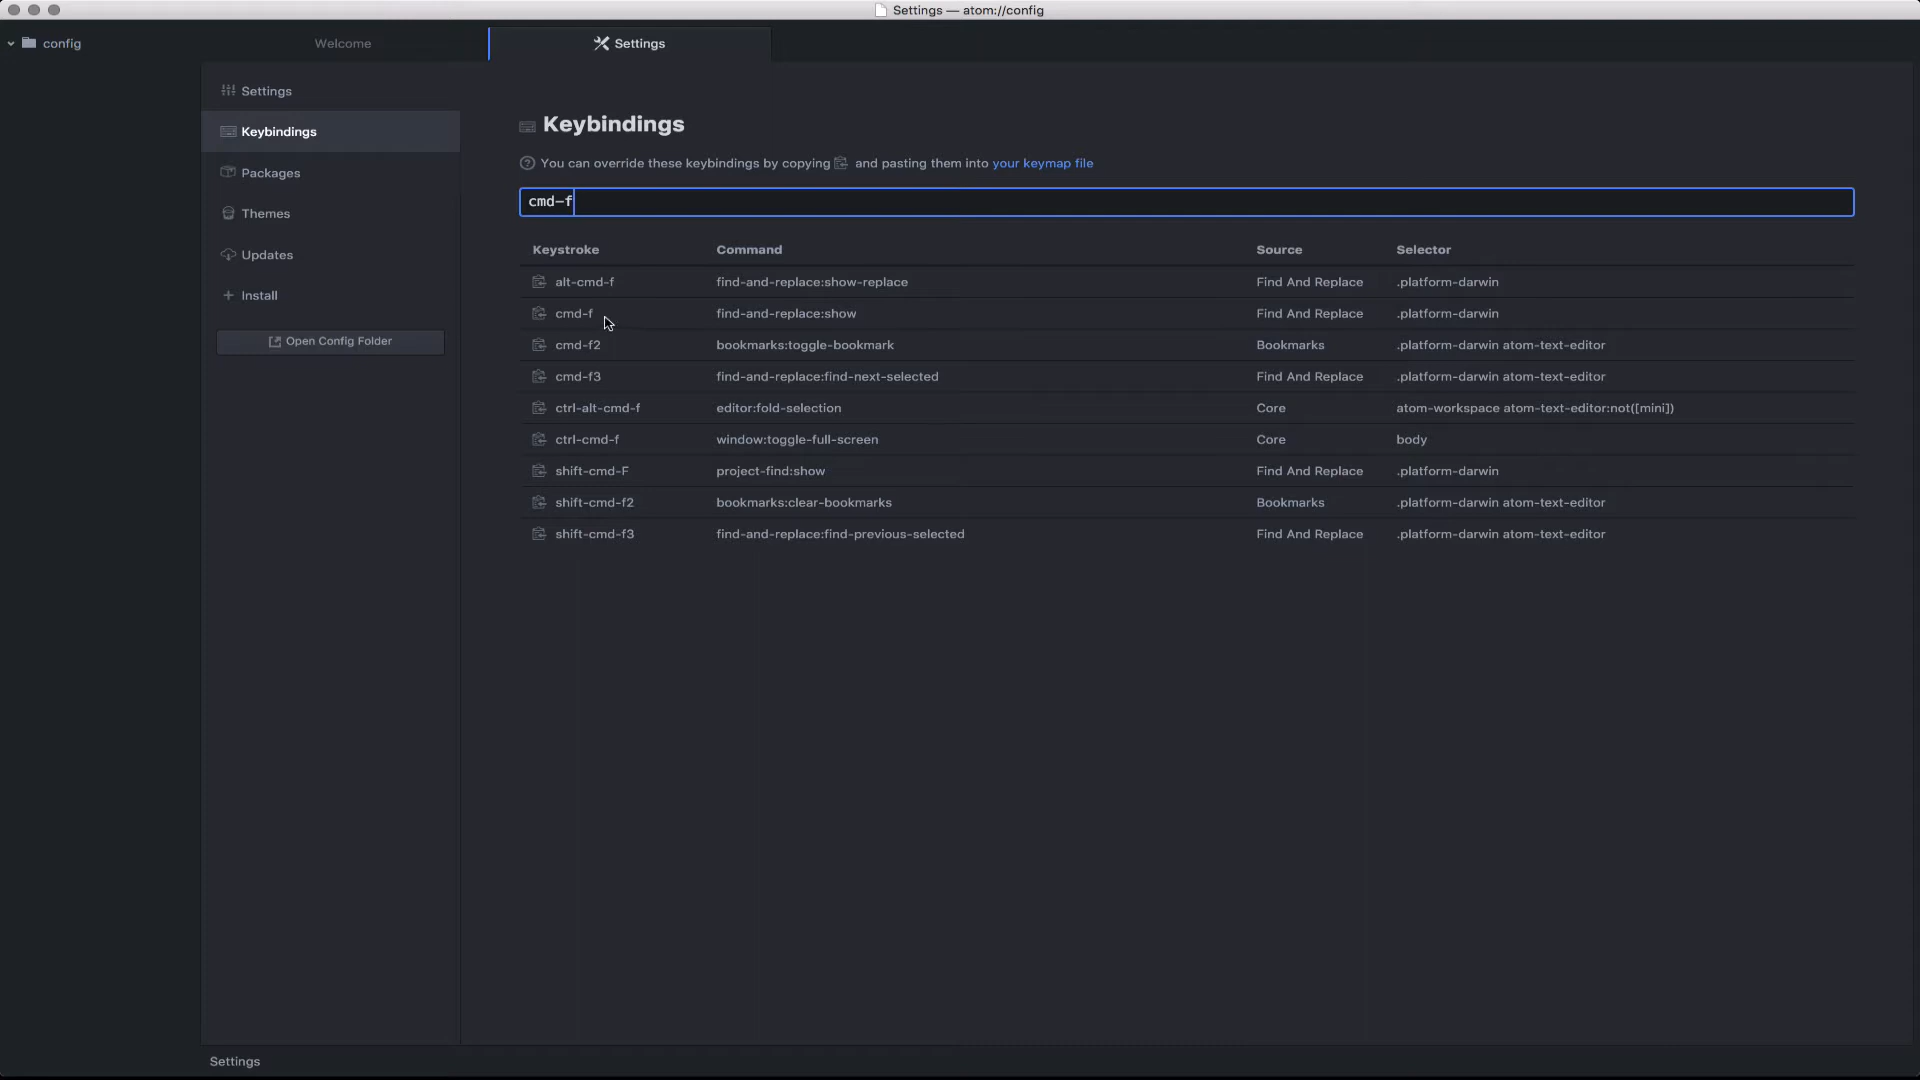 Settings — atom://config
config
Welcome
Settings
Settings
Keybindings
Packages
Themes
Updates
Install
Open Config Folder
Keybindings
You can override these keybindings by copying and pasting them into your keymap file
cmd-f
Keystroke Command Source Selector
alt-cmd-f find-and-replace:show-replace Find And Replace .platform-darwin
cmd-f find-and-replace:show Find And Replace .platform-darwin
cmd-f2 bookmarks:toggle-bookmark Bookmarks .platform-darwin atom-text-editor
cmd-f3 find-and-replace:find-next-selected Find And Replace .platform-darwin atom-text-editor
ctrl-alt-cmd-f editor:fold-selection Core atom-workspace atom-text-editor:not([mini])
ctrl-cmd-f window:toggle-full-screen Core body
shift-cmd-F project-find:show Find And Replace .platform-darwin
shift-cmd-f2 bookmarks:clear-bookmarks Bookmarks .platform-darwin atom-text-editor
shift-cmd-f3 find-and-replace:find-previous-selected Find And Replace .platform-darwin atom-text-editor
Settings